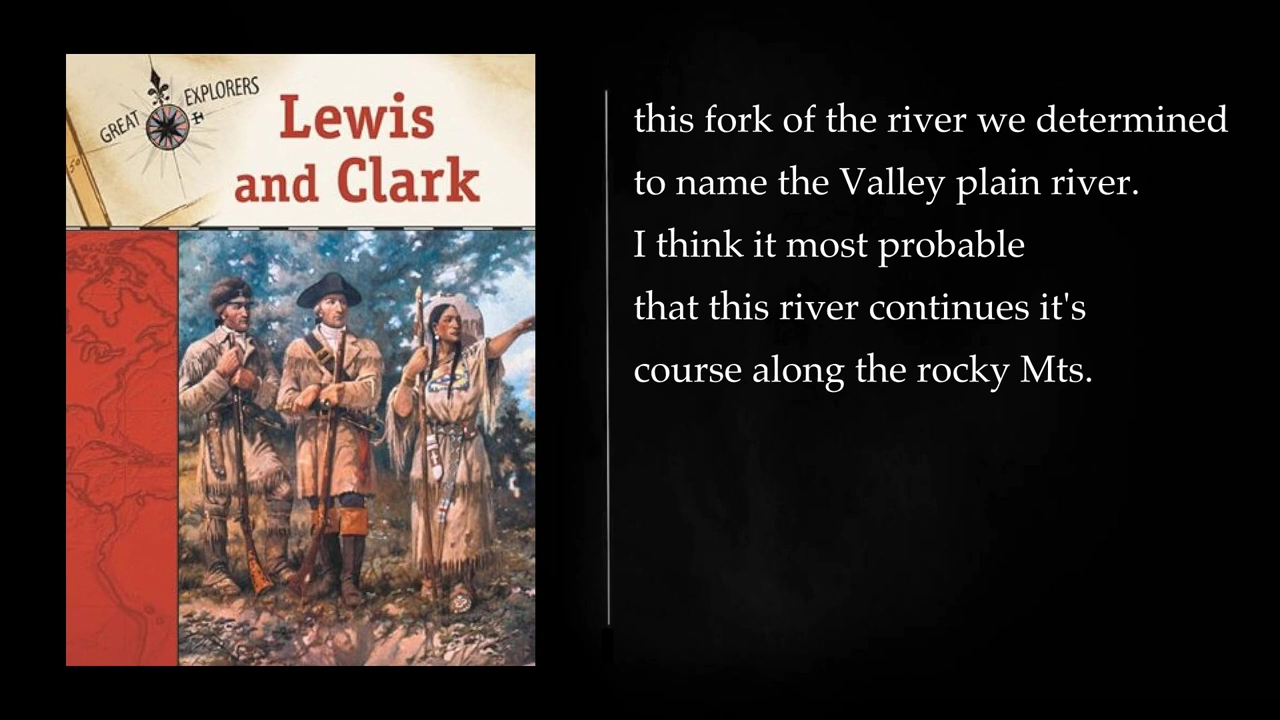 GREAT EXPLORERS
Lewis
and Clark
50
this fork of the river we determined
to name the Valley plain river.
I think it most probable
that this river continues it's
course along the rocky Mts.